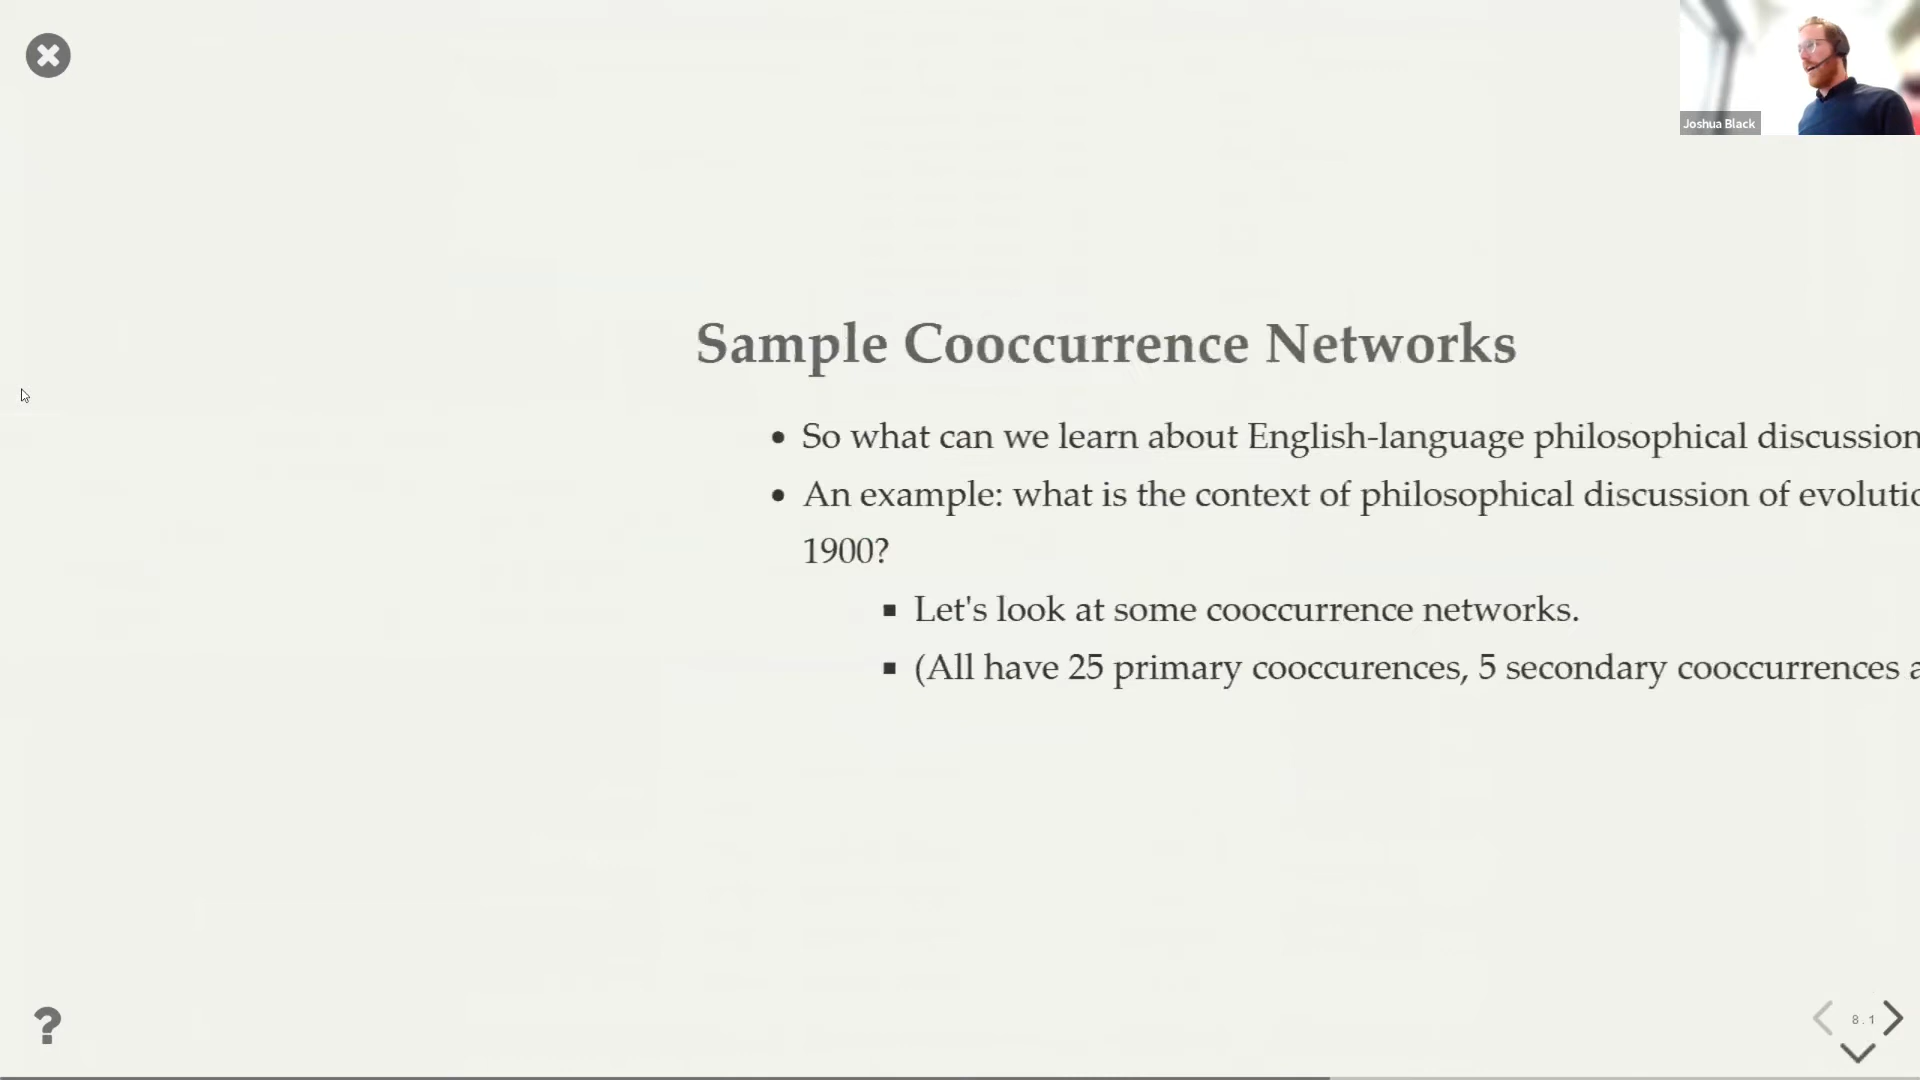 Joshua Black
Sample Cooccurrence Networks
• So what can we learn about English-language philosophical discussion
• An example: what is the context of philosophical discussion of
1900?
▪ Let's look at some cooccurrence networks.
▪ (All have 25 primary cooccurences, 5 secondary cooccurrences
?
8.1